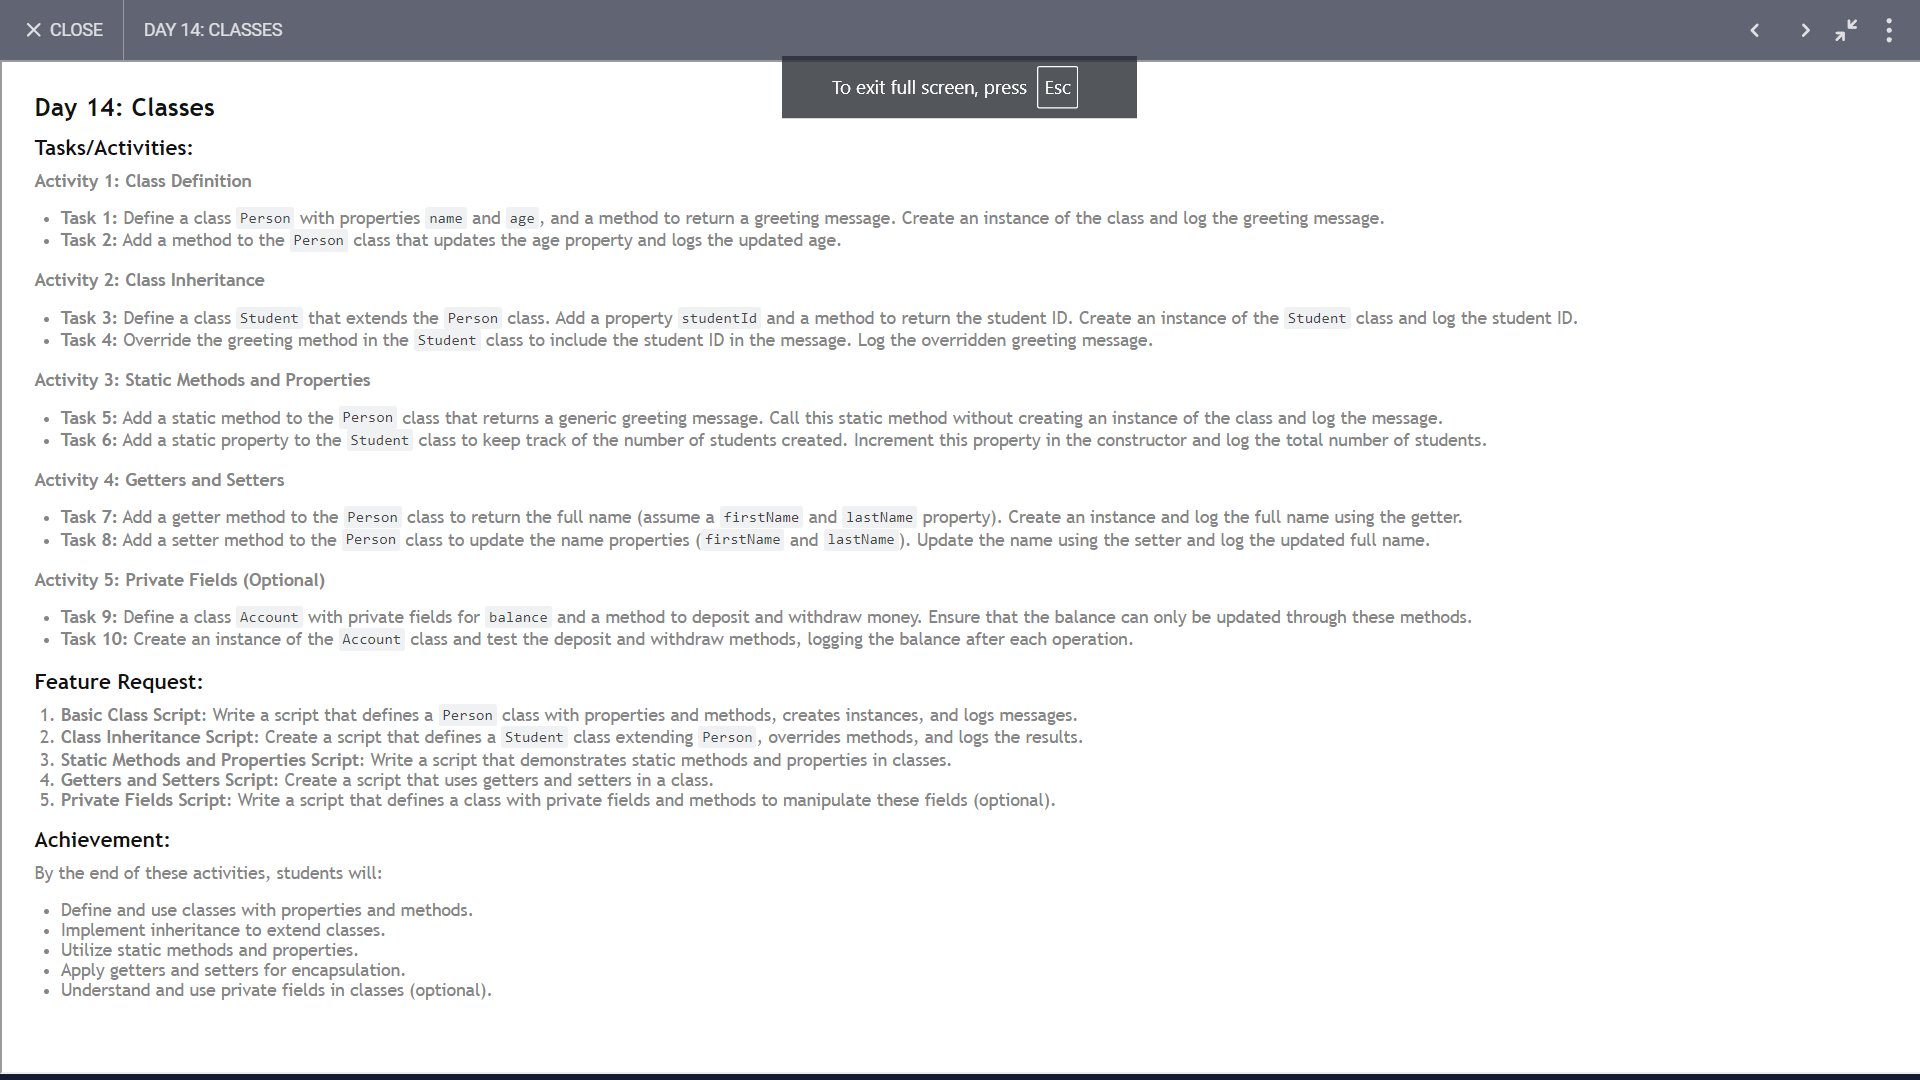 CLOSE
DAY 14: CLASSES
To exit full screen, press Esc
Day 14: Classes
Tasks/Activities:
Activity 1: Class Definition
• Task 1: Define a class Person with properties name and age, and a method to return a greeting message. Create an instance of the class and log the greeting message.
• Task 2: Add a method to the Person class that updates the age property and logs the updated age.
Activity 2: Class Inheritance
• Task 3: Define a class Student that extends the Person class. Add a property studentId and a method to return the student ID. Create an instance of the Student class and log the student ID.
• Task 4: Override the greeting method in the Student class to include the student ID in the message. Log the overridden greeting message.
Activity 3: Static Methods and Properties
• Task 5: Add a static method to the Person class that returns a generic greeting message. Call this static method without creating an instance of the class and log the message.
• Task 6: Add a static property to the Student class to keep track of the number of students created. Increment this property in the constructor and log the total number of students.
Activity 4: Getters and Setters
• Task 7: Add a getter method to the Person class to return the full name (assume a firstName and lastName property). Create an instance and log the full name using the getter.
• Task 8: Add a setter method to the Person class to update the name properties (firstName and lastName). Update the name using the setter and log the updated full name.
Activity 5: Private Fields (Optional)
• Task 9: Define a class Account with private fields for balance and a method to deposit and withdraw money. Ensure that the balance can only be updated through these methods.
• Task 10: Create an instance of the Account class and test the deposit and withdraw methods, logging the balance after each operation.
Feature Request:
1. Basic Class Script: Write a script that defines a Person class with properties and methods, creates instances, and logs messages.
2. Class Inheritance Script: Create a script that defines a Student class extending Person, overrides methods, and logs the results.
3. Static Methods and Properties Script: Write a script that demonstrates static methods and properties in classes.
4. Getters and Setters Script: Create a script that uses getters and setters in a class.
5. Private Fields Script: Write a script that defines a class with private fields and methods to manipulate these fields (optional).
Achievement:
By the end of these activities, students will:
• Define and use classes with properties and methods.
• Implement inheritance to extend classes.
• Utilize static methods and properties.
• Apply getters and setters for encapsulation.
• Understand and use private fields in classes (optional).